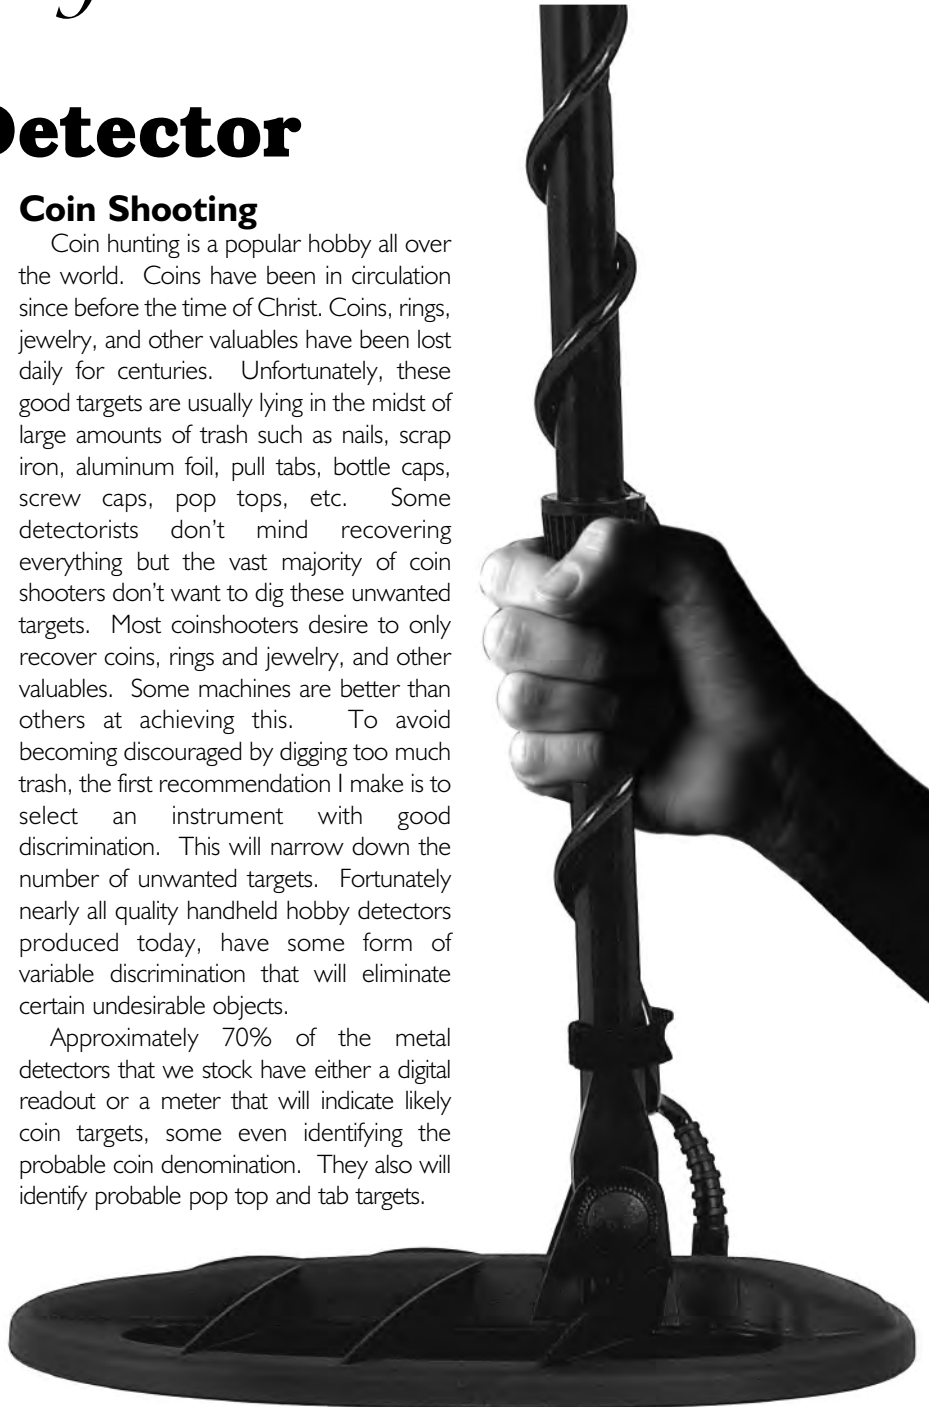 Detector
Coin Shooting
Coin hunting is a popular hobby all over
the world. Coins have been in circulation
since before the time of Christ. Coins, rings,
jewelry, and other valuables have been lost
daily for centuries. Unfortunately, these
good targets are usually lying in the midst of
large amounts of trash such as nails, scrap
iron, aluminum foil, pull tabs, bottle caps,
screw caps, pop tops, etc. Some
detectorists don't mind recovering
everything but the vast majority of coin
shooters don't want to dig these unwanted
targets. Most coinshooters desire to only
recover coins, rings and jewelry, and other
valuables. Some machines are better than
others at achieving this. To avoid
becoming discouraged by digging too much
trash, the first recommendation I make is to
select an instrument with good
discrimination. This will narrow down the
number of unwanted targets. Fortunately
nearly all quality handheld hobby detectors
produced today, have some form of
variable discrimination that will eliminate
certain undesirable objects.
Approximately 70% of the metal
detectors that we stock have either a digital
readout or a meter that will indicate likely
coin targets, some even identifying the
probable coin denomination. They also will
identify probable pop top and tab targets.